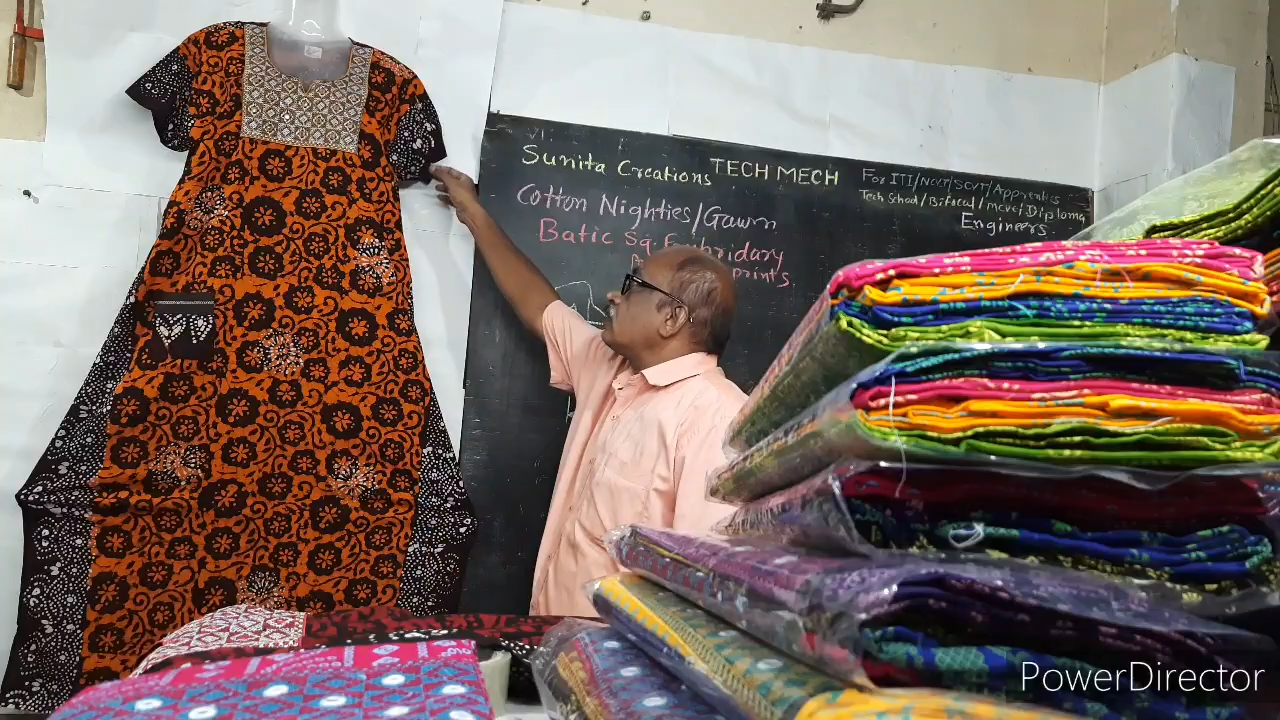 Sunita Creations TECH MECH
For ITI/NCVT/SCVT/Apprentis
Tech School/Bifocal/mcvc/Diploma
Engineers.
Cotton Nighties/Gawn
Batic Sq. Embridary
prints
PowerDirector